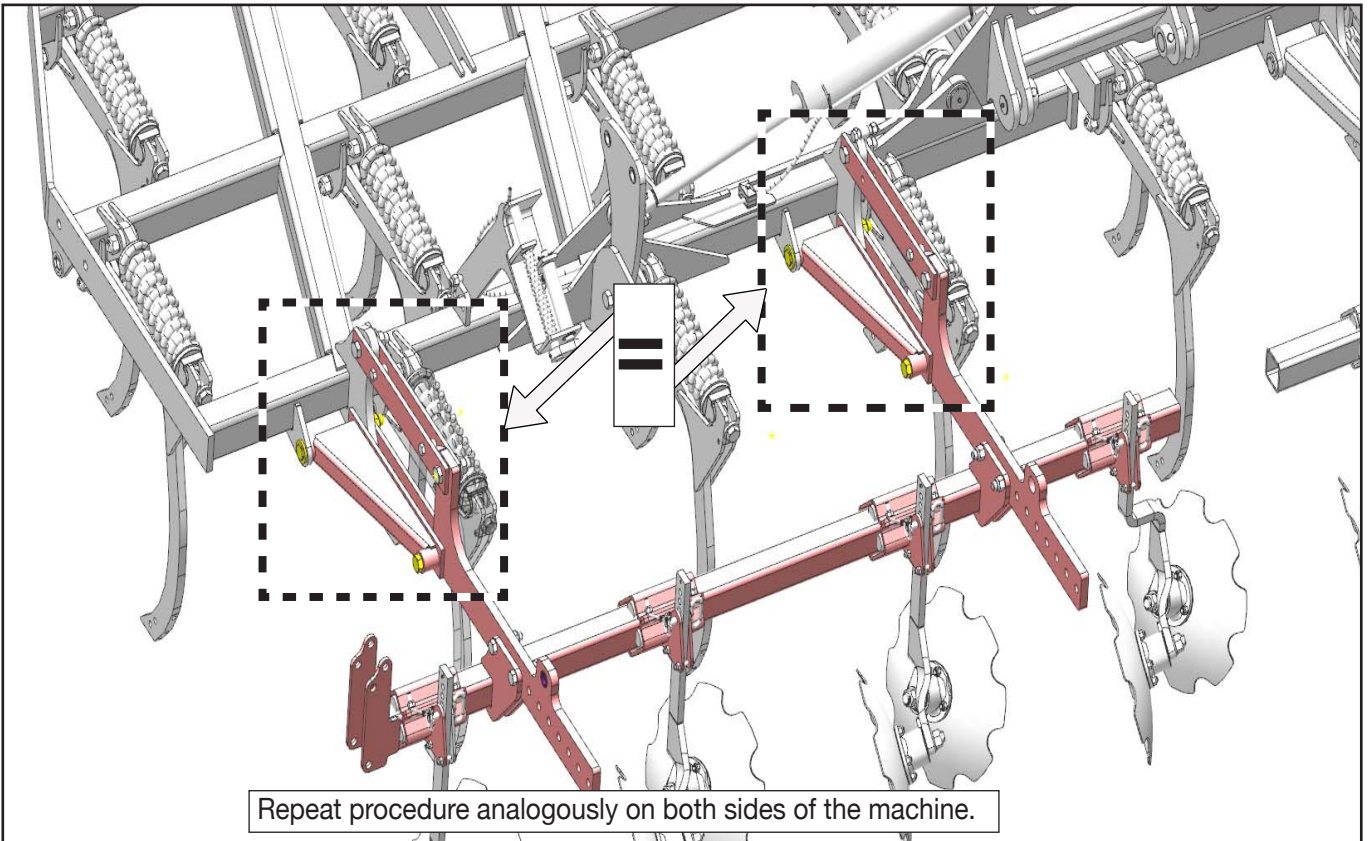 =
Repeat procedure analogously on both sides of the machine.